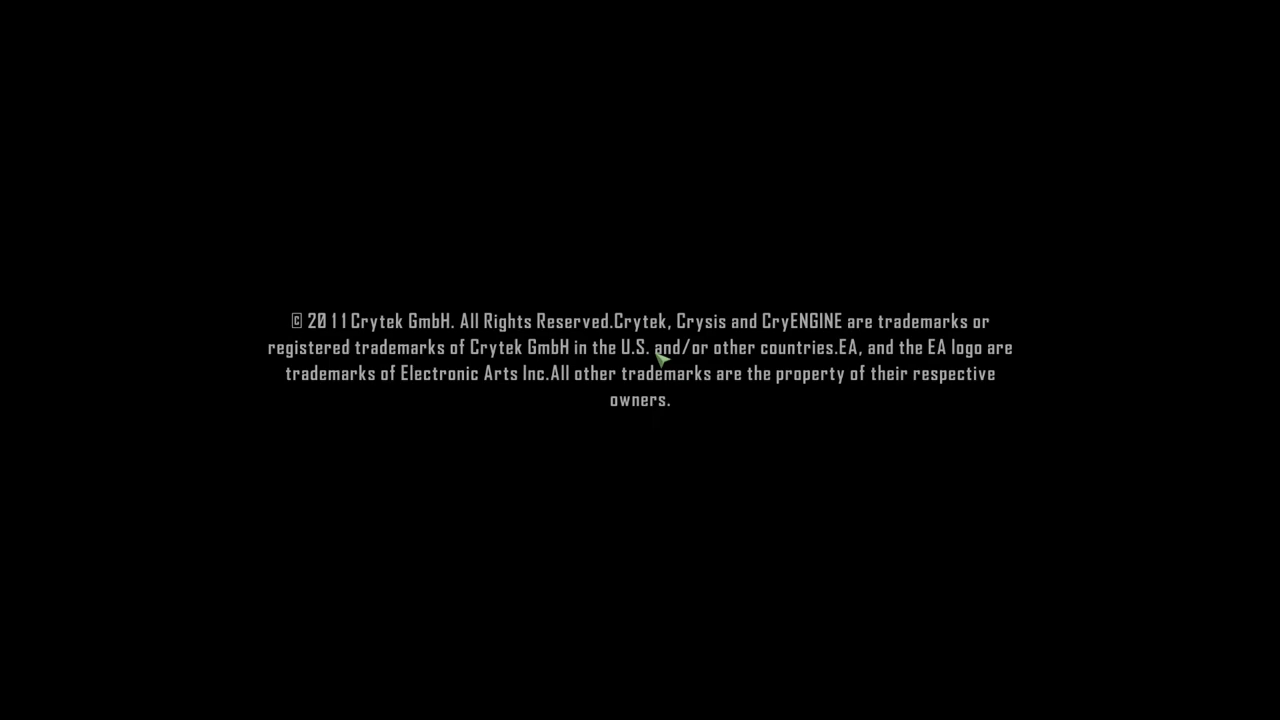 © 2011 Crytek GmbH. All Rights Reserved.Crytek, Crysis and CryENGINE are trademarks or
registered trademarks of Crytek GmbH in the U.S. and/or other countries.EA, and the EA logo are
trademarks of Electronic Arts Inc.All other trademarks are the property of their respective
owners.